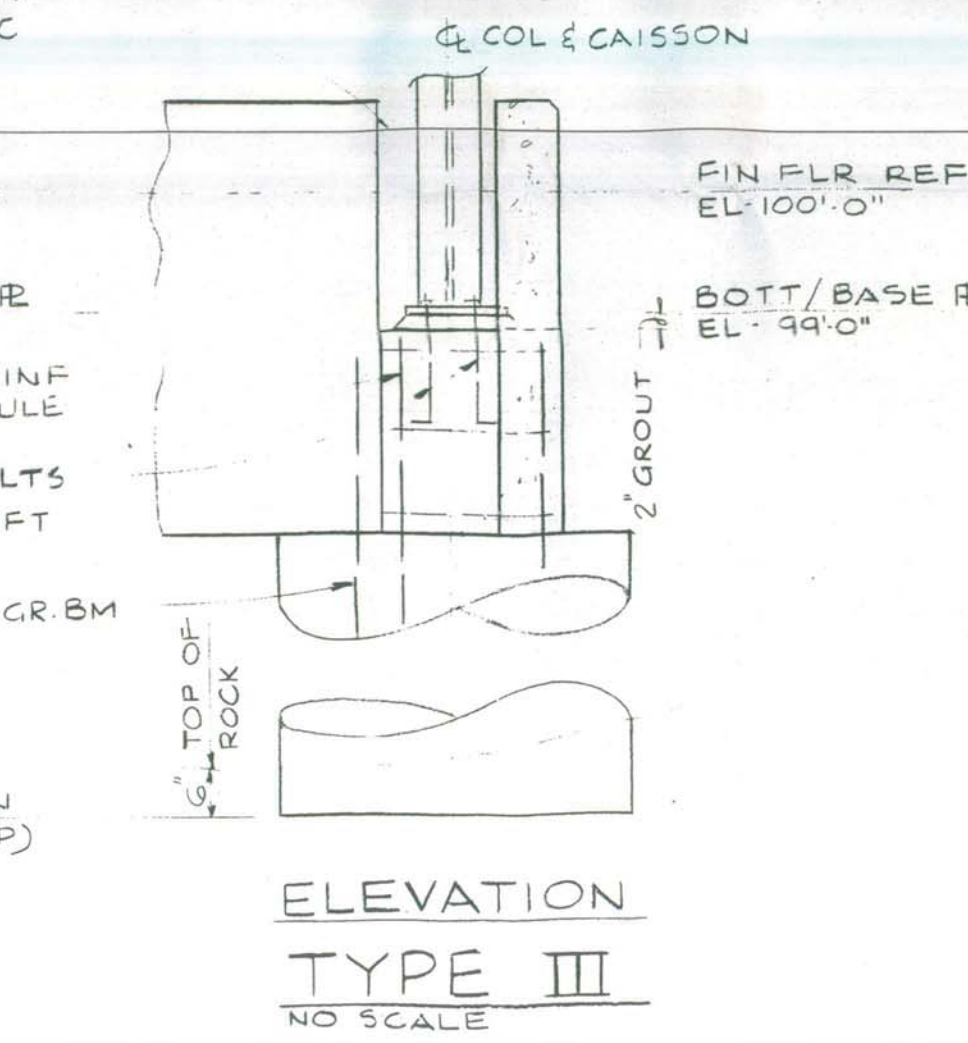 C
℄ COL & CAISSON
FIN FLR REF
EL 100'-0"
BOTT/BASE
EL - 99'-0"
INF
ULE
2" GROUT
LTS
FT
GR. BM
TOP OF
ROCK
6"
P)
ELEVATION
TYPE III
NO SCALE